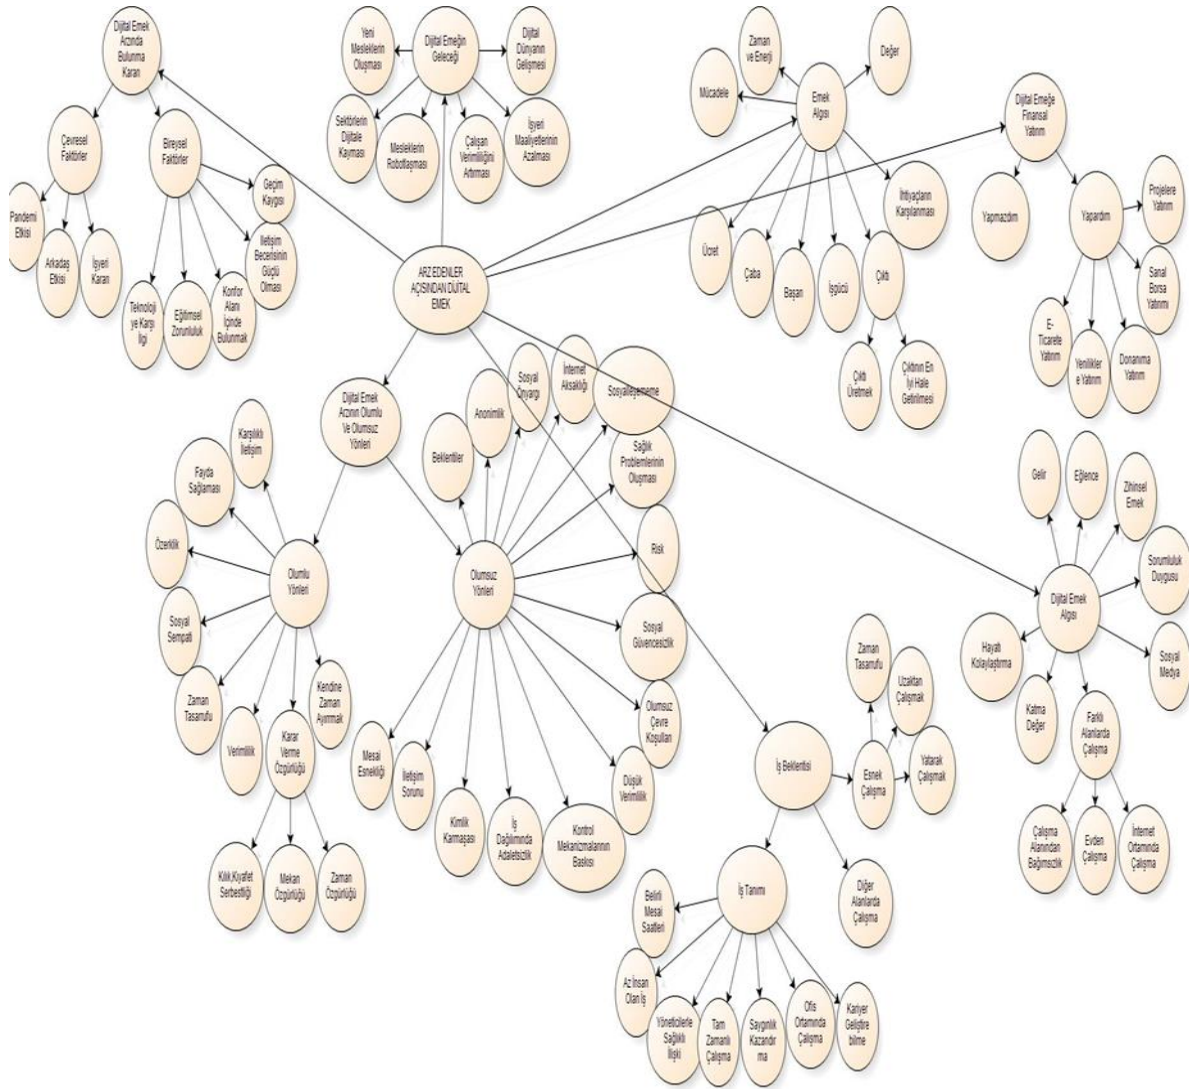 Dijital Emek
Arzında
Bulunma
Kararı
Çevresel
Faktörler
Bireysel
Faktörler
Pandemi
Etkisi
Arkadaş
Etkisi
İşyeri
Kararı
Teknoloji
ye Karşı
İlgi
Eğitimsel
Zorunluluk
Konfor
Alanı
İçinde
Bulunmak
İletişim
Becerisinin
Güçlü
Olması
Geçim
Kaygısı
Yeni
Mesleklerin
Oluşması
Dijital Emeğin
Geleceği
Dijital
Dünyanın
Gelişmesi
Sektörlerin
Dijitale
Kayması
Mesleklerin
Robotlaşması
Çalışan
Verimliliğini
Artırması
İşyeri
Maliyetlerinin
Azalması
Zaman
ve Enerji
Değer
Mücadele
Emek
Algısı
Ücret
Çaba
Başarı
İşgücü
Çıktı
İhtiyaçların
Karşılanması
Çıktı
Üretmek
Çıktının En
İyi Hale
Getirilmesi
Dijital Emeğe
Finansal
Yatırım
Yapmazdım
Yapardım
Projelere
Yatırım
Sanal
Borsa
Yatırımı
E-
Ticarete
Yatırım
Yenilikler
e Yatırım
Donanıma
Yatırım
ARZ EDENLER
AÇISINDAN DİJİTAL
EMEK
Dijital Emek
Arzının Olumlu
Ve Olumsuz
Yönleri
Karşılıklı
İletişim
Fayda
Sağlaması
Özerklik
Sosyal
Sempati
Zaman
Tasarrufu
Verimlilik
Karar
Verme
Özgürlüğü
Kendine
Zaman
Ayırmak
Olumlu
Yönleri
Kılık,Kıyafet
Serbestliği
Mekan
Özgürlüğü
Zaman
Özgürlüğü
Olumsuz
Yönleri
Beklentiler
Anonimlik
Sosyal
Önyargı
İnternet
Aksaklığı
Sosyalleşememe
Sağlık
Problemlerinin
Oluşması
Risk
Sosyal
Güvencesizlik
Olumsuz
Çevre
Koşulları
Düşük
Verimlilik
Kontrol
Mekanizmalarının
Baskısı
İş
Dağılımında
Adaletsizlik
Kimlik
Karmaşası
İletişim
Sorunu
Mesai
Esnekliği
İş Beklentisi
Esnek
Çalışma
Zaman
Tasarrufu
Uzaktan
Çalışmak
Yatarak
Çalışmak
İş Tanımı
Diğer
Alanlarda
Çalışma
Belirli
Mesai
Saatleri
Az İnsan
Olan İş
Yöneticilerle
Sağlıklı
İlişki
Tam
Zamanlı
Çalışma
Saygınlık
Kazandır
ma
Ofis
Ortamında
Çalışma
Kariyer
Geliştire
bilme
Gelir
Eğlence
Zihinsel
Emek
Sorumluluk
Duygusu
Dijital Emek
Algısı
Hayatı
Kolaylaştırma
Sosyal
Medya
Katma
Değer
Farklı
Alanlarda
Çalışma
Çalışma
Alanından
Bağımsızlık
Evden
Çalışma
İnternet
Ortamında
Çalışma